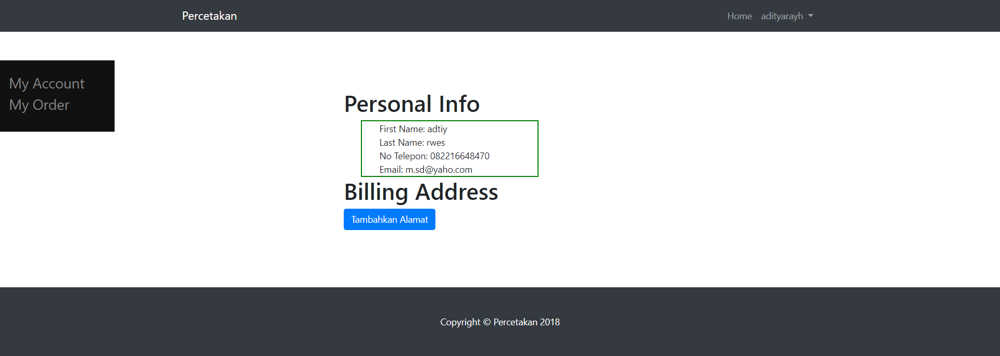 Percetakan
Home
adityarayh
My Account
My Order
Personal Info
First Name: adtiy
Last Name: rwes
No Telepon: 082216648470
Email: m.sd@yaho.com
Billing Address
Tambahkan Alamat
Copyright © Percetakan 2018